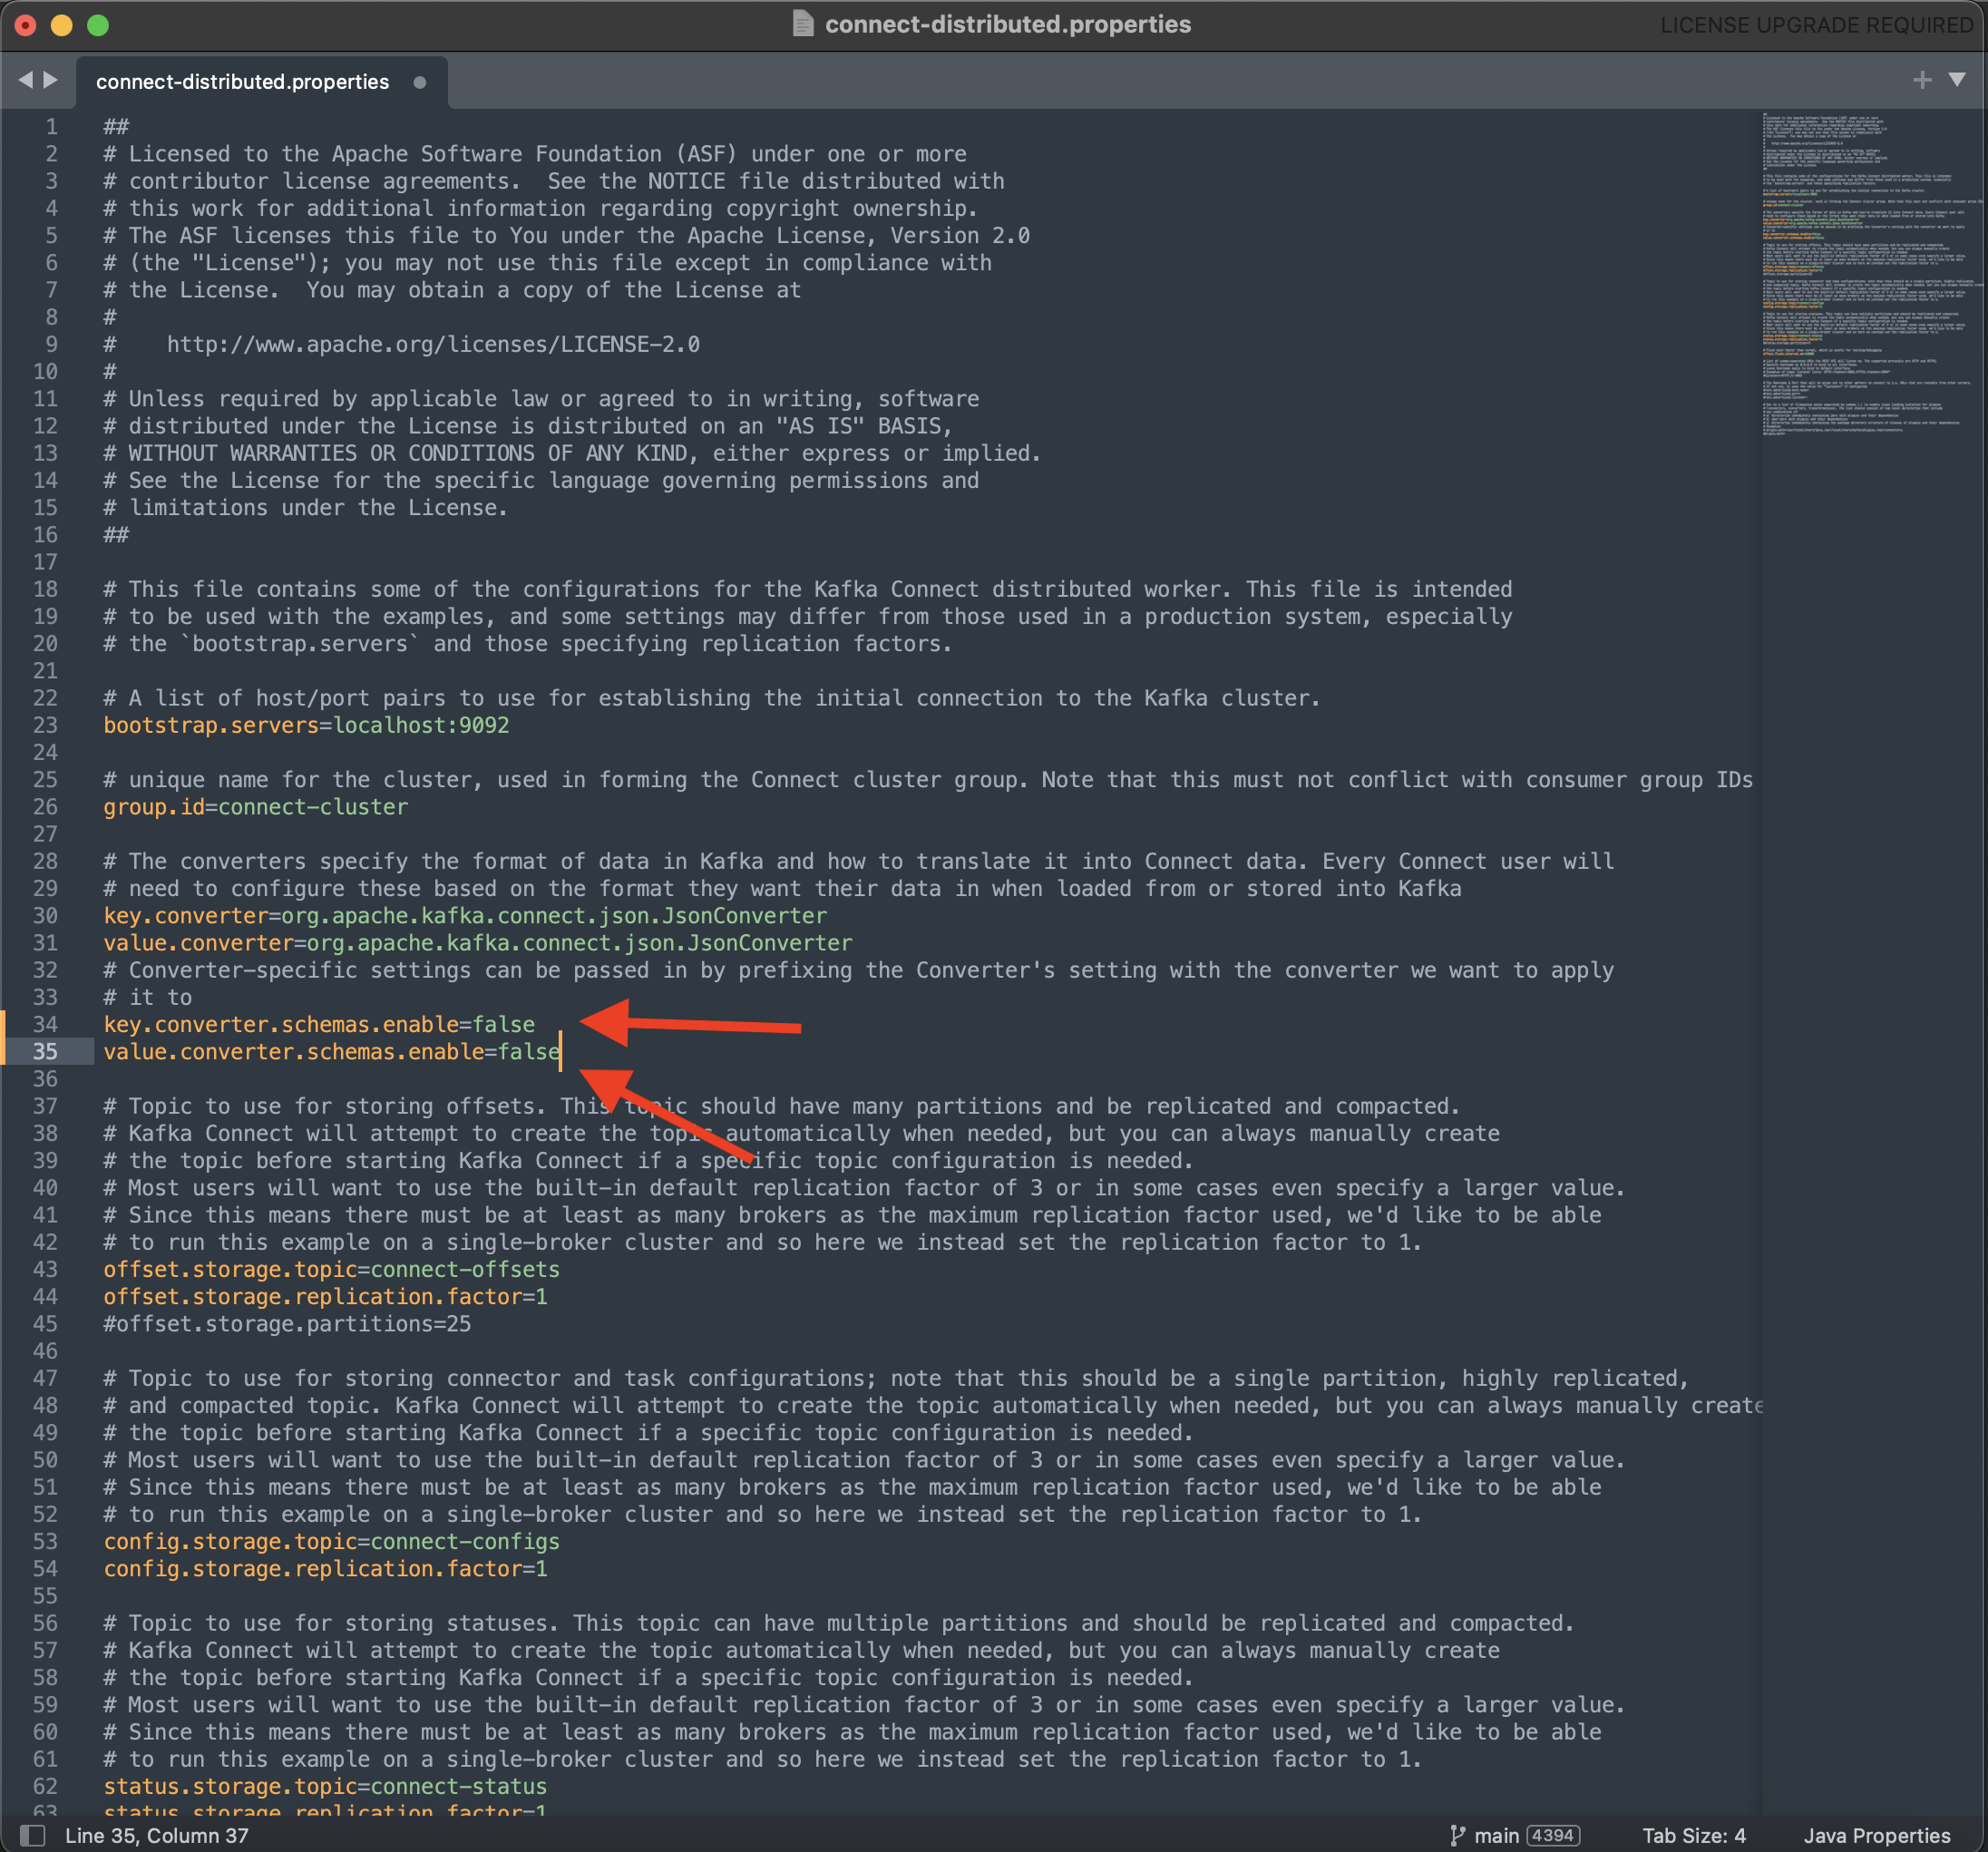 connect-distributed.properties
LICENSE UPGRADE REQUIRED
connect-distributed.properties
1 ##
2 # Licensed to the Apache Software Foundation (ASF) under one or more
3 # contributor license agreements.  See the NOTICE file distributed with
4 # this work for additional information regarding copyright ownership.
5 # The ASF licenses this file to You under the Apache License, Version 2.0
6 # (the "License"); you may not use this file except in compliance with
7 # the License.  You may obtain a copy of the License at
8 #
9 #    http://www.apache.org/licenses/LICENSE-2.0
10 #
11 # Unless required by applicable law or agreed to in writing, software
12 # distributed under the License is distributed on an "AS IS" BASIS,
13 # WITHOUT WARRANTIES OR CONDITIONS OF ANY KIND, either express or implied.
14 # See the License for the specific language governing permissions and
15 # limitations under the License.
16 ##
17
18 # This file contains some of the configurations for the Kafka Connect distributed worker. This file is intended
19 # to be used with the examples, and some settings may differ from those used in a production system, especially
20 # the `bootstrap.servers` and those specifying replication factors.
21
22 # A list of host/port pairs to use for establishing the initial connection to the Kafka cluster.
23 bootstrap.servers=localhost:9092
24
25 # unique name for the cluster, used in forming the Connect cluster group. Note that this must not conflict with consumer group IDs
26 group.id=connect-cluster
27
28 # The converters specify the format of data in Kafka and how to translate it into Connect data. Every Connect user will
29 # need to configure these based on the format they want their data in when loaded from or stored into Kafka
30 key.converter=org.apache.kafka.connect.json.JsonConverter
31 value.converter=org.apache.kafka.connect.json.JsonConverter
32 # Converter-specific settings can be passed in by prefixing the Converter's setting with the converter we want to apply
33 # it to
34 key.converter.schemas.enable=false
35 value.converter.schemas.enable=false
36
37 # Topic to use for storing offsets. This topic should have many partitions and be replicated and compacted.
38 # Kafka Connect will attempt to create the topic automatically when needed, but you can always manually create
39 # the topic before starting Kafka Connect if a specific topic configuration is needed.
40 # Most users will want to use the built-in default replication factor of 3 or in some cases even specify a larger value.
41 # Since this means there must be at least as many brokers as the maximum replication factor used, we'd like to be able
42 # to run this example on a single-broker cluster and so here we instead set the replication factor to 1.
43 offset.storage.topic=connect-offsets
44 offset.storage.replication.factor=1
45 #offset.storage.partitions=25
46
47 # Topic to use for storing connector and task configurations; note that this should be a single partition, highly replicated,
48 # and compacted topic. Kafka Connect will attempt to create the topic automatically when needed, but you can always manually create
49 # the topic before starting Kafka Connect if a specific topic configuration is needed.
50 # Most users will want to use the built-in default replication factor of 3 or in some cases even specify a larger value.
51 # Since this means there must be at least as many brokers as the maximum replication factor used, we'd like to be able
52 # to run this example on a single-broker cluster and so here we instead set the replication factor to 1.
53 config.storage.topic=connect-configs
54 config.storage.replication.factor=1
55
56 # Topic to use for storing statuses. This topic can have multiple partitions and should be replicated and compacted.
57 # Kafka Connect will attempt to create the topic automatically when needed, but you can always manually create
58 # the topic before starting Kafka Connect if a specific topic configuration is needed.
59 # Most users will want to use the built-in default replication factor of 3 or in some cases even specify a larger value.
60 # Since this means there must be at least as many brokers as the maximum replication factor used, we'd like to be able
61 # to run this example on a single-broker cluster and so here we instead set the replication factor to 1.
62 status.storage.topic=connect-status
63 status.storage.replication.factor=1
Line 35, Column 37
main 4394
Tab Size: 4
Java Properties